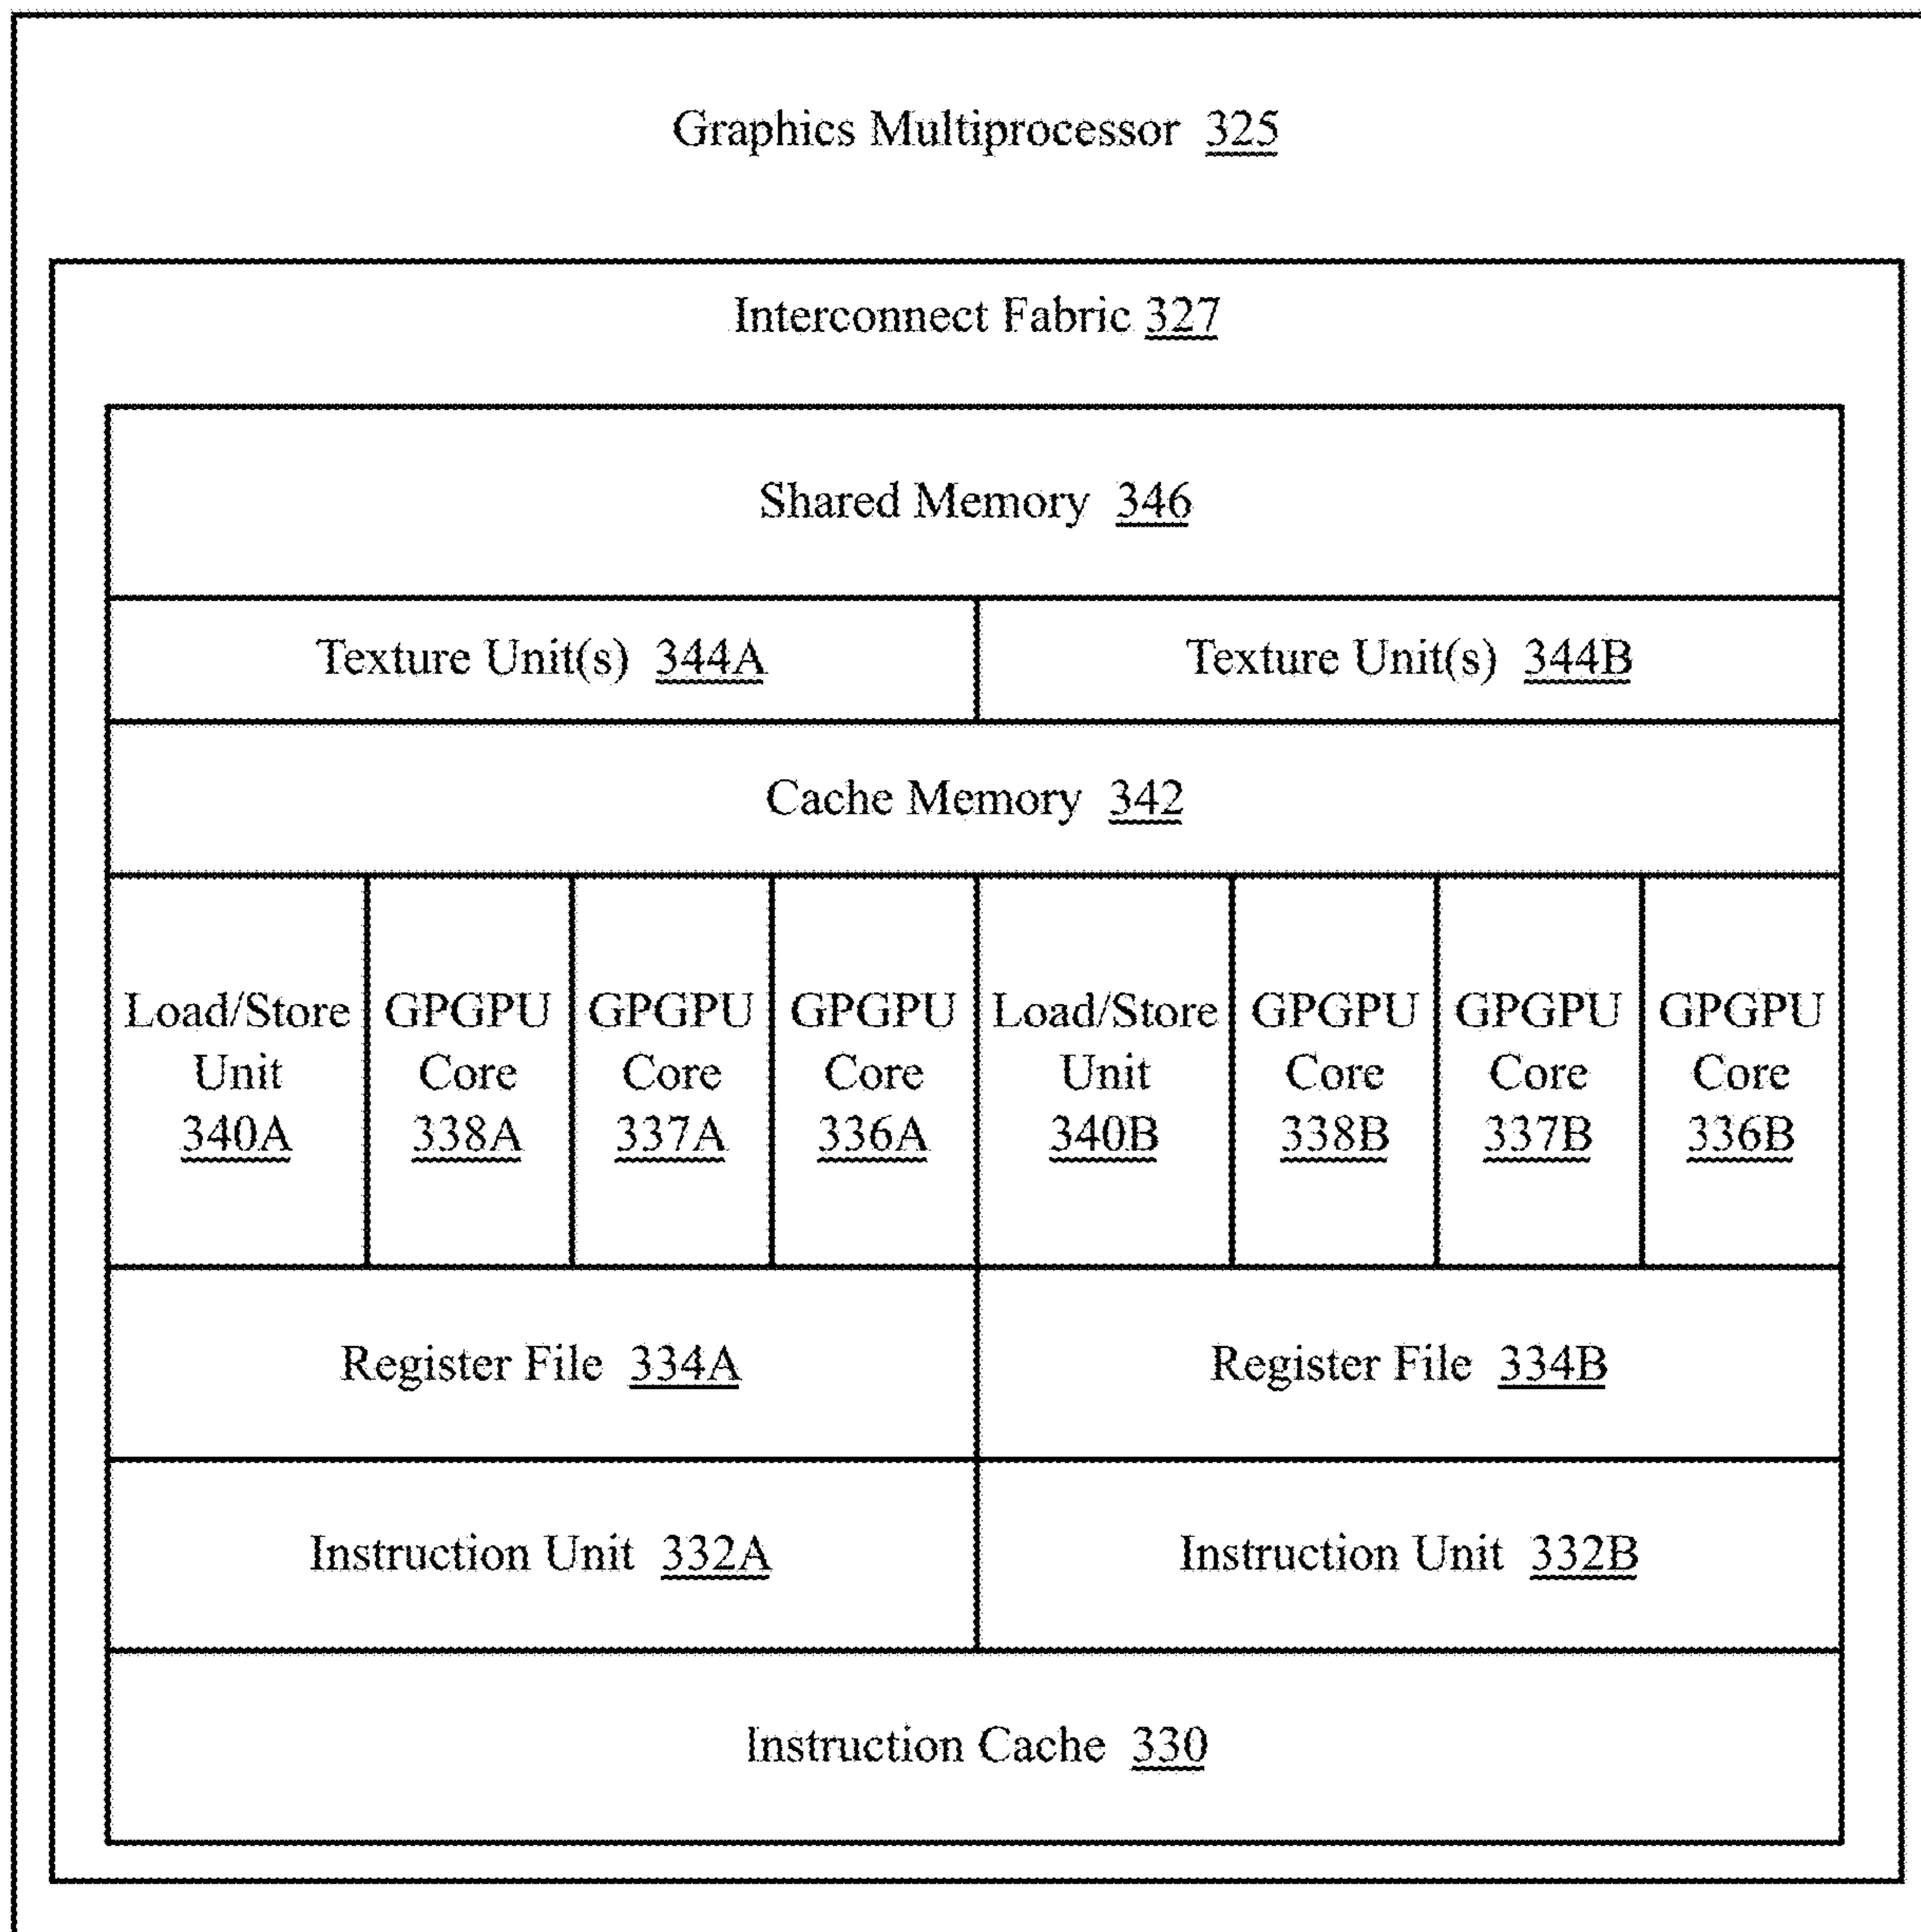 Graphics Multiprocessor 325
Interconnect Fabric 327
Shared Memory 346
Texture Unit(s) 344A
Texture Unit(s) 344B
Cache Memory 342
Load/Store
Unit
340A
GPGPU
Core
338A
GPGPU
Core
337A
GPGPU
Core
336A
Load/Store
Unit
340B
GPGPU
Core
338B
GPGPU
Core
337B
GPGPU
Core
336B
Register File 334A
Register File 334B
Instruction Unit 332A
Instruction Unit 332B
Instruction Cache 330